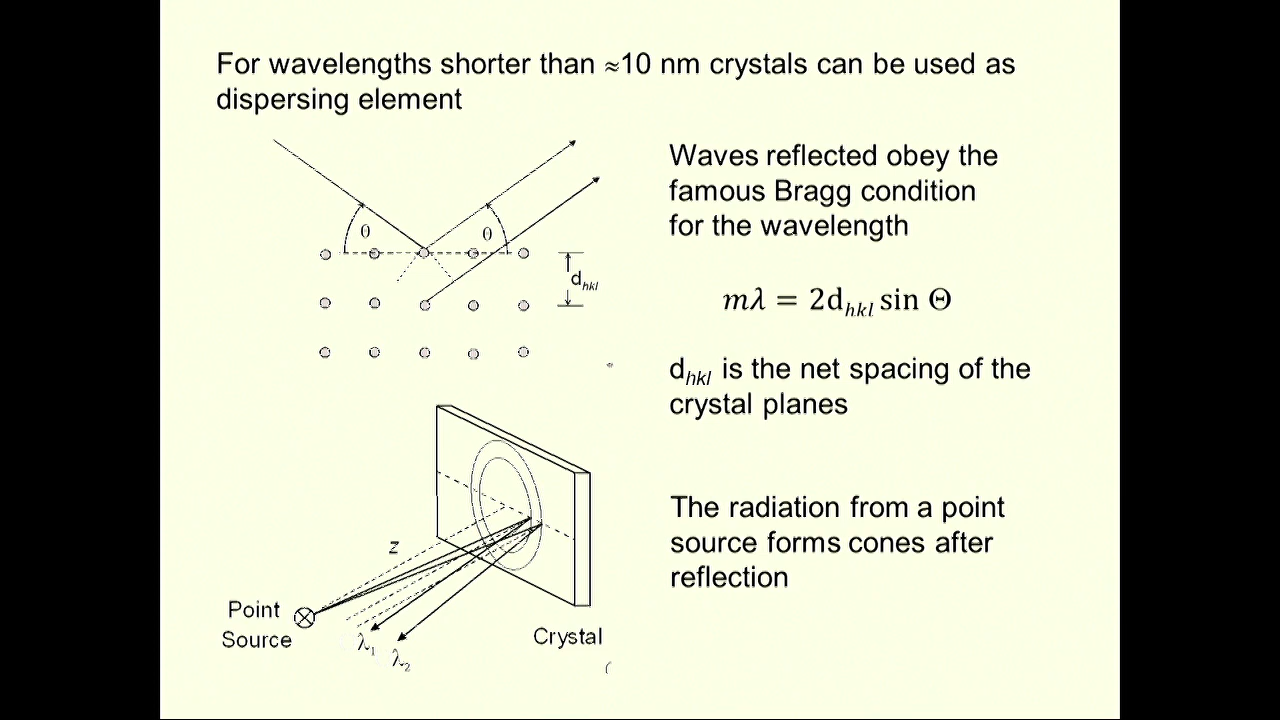 For wavelengths shorter than ≈10 nm crystals can be used as
dispersing element
Waves reflected obey the
famous Bragg condition
for the wavelength
θ
θ
d_hkl
mλ = 2d_hkl sin Θ
d_hkl is the net spacing of the
crystal planes
The radiation from a point
source forms cones after
reflection
z
Point
Source
λ₁
λ₂
Crystal